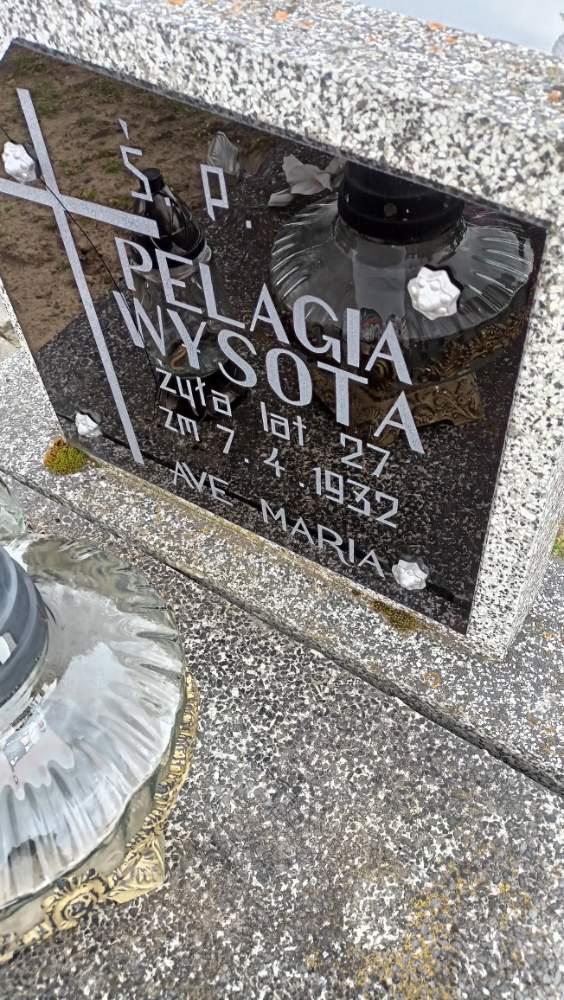 Ś P.
PELAGIA
WYSOTA
żyła lat 27
zm 7.4.1932
AVE MARIA